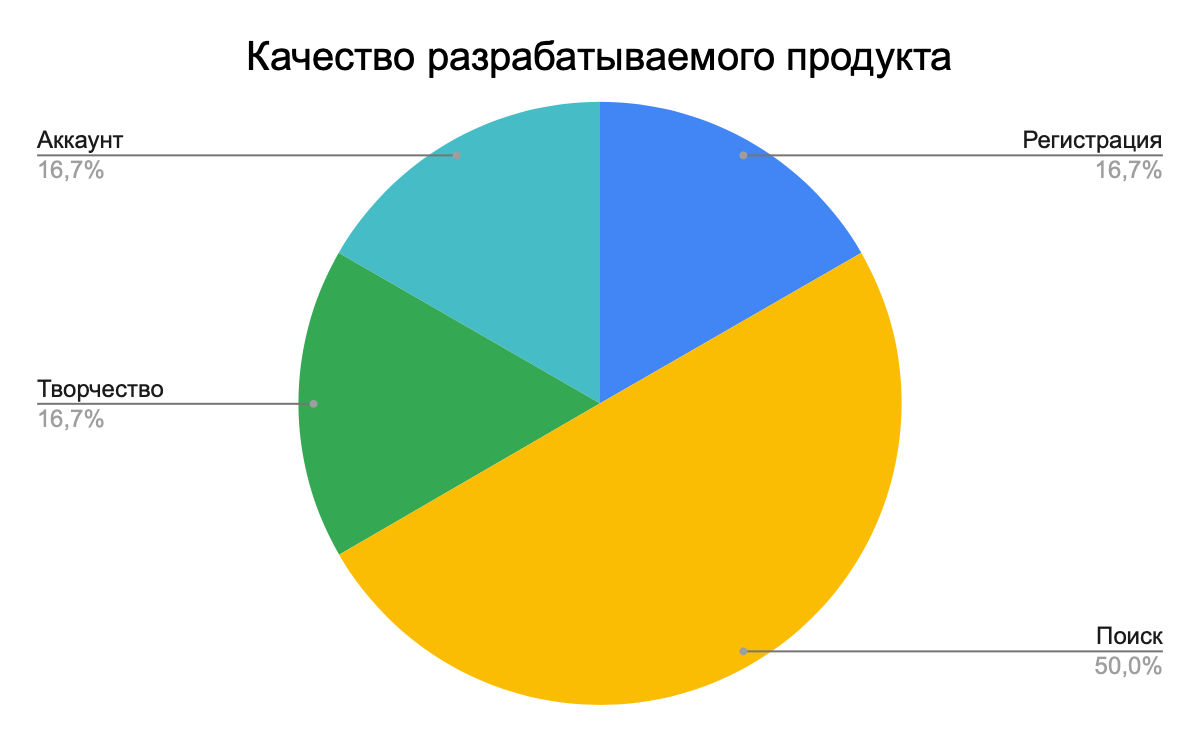 Качество разрабатываемого продукта
Аккаунт
16,7%
Регистрация
16,7%
Творчество
16,7%
Поиск
50,0%